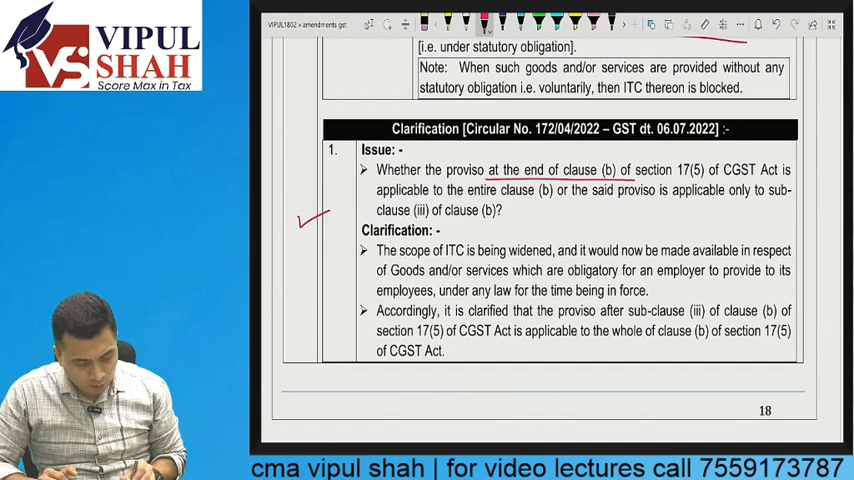 VIPUL
SHAH
Score Max in Tax
VS
VIPUL1802 + amendments gst
[i.e. under statutory obligation].
Note: When such goods and/or services are provided without any
statutory obligation i.e. voluntarily, then ITC thereon is blocked.
Clarification [Circular No. 172/04/2022 – GST dt. 06.07.2022] :-
1.
Issue: -
➢ Whether the proviso at the end of clause (b) of section 17(5) of CGST Act is
applicable to the entire clause (b) or the said proviso is applicable only to sub-
clause (iii) of clause (b)?
Clarification: -
➢ The scope of ITC is being widened, and it would now be made available in respect
of Goods and/or services which are obligatory for an employer to provide to its
employees, under any law for the time being in force.
➢ Accordingly, it is clarified that the proviso after sub-clause (iii) of clause (b) of
section 17(5) of CGST Act is applicable to the whole of clause (b) of section 17(5)
of CGST Act.
18
cma vipul shah | for video lectures call 7559173787